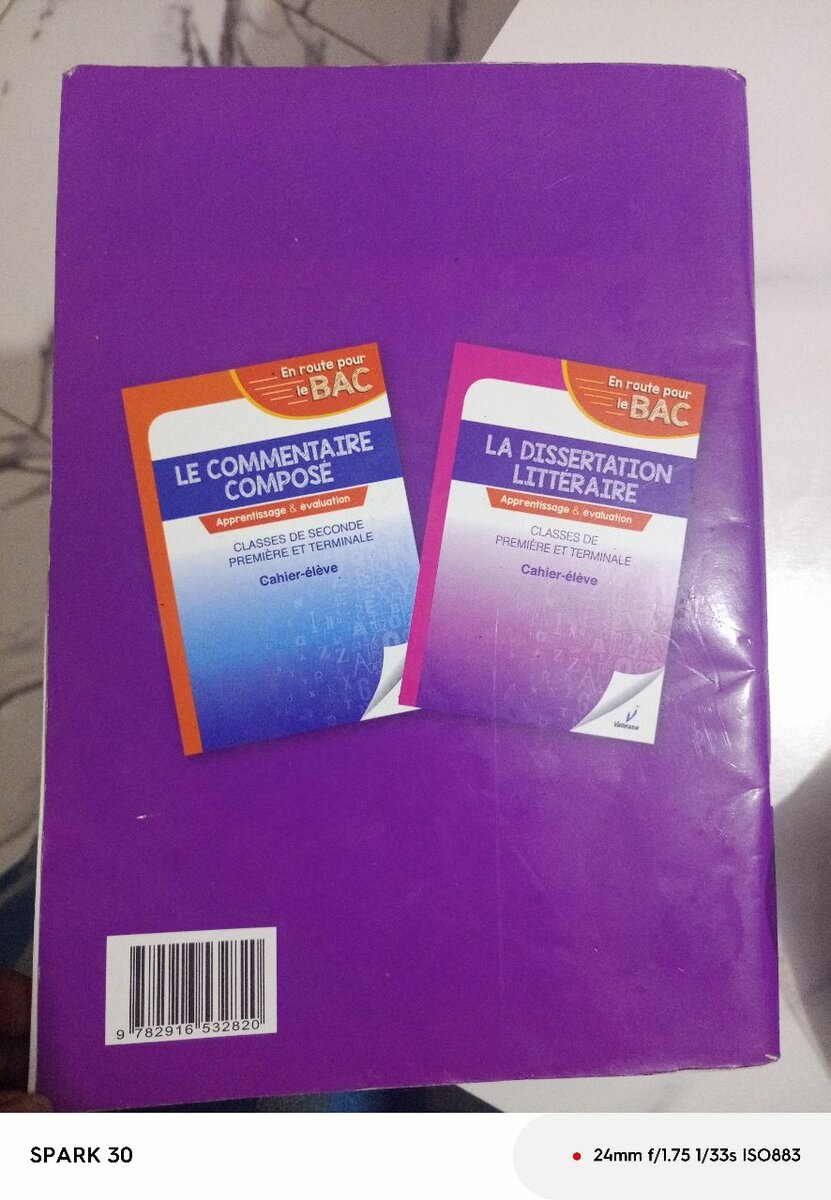 En route pour
le BAC
LE COMMENTAIRE
COMPOSÉ
Apprentissage & évaluation
CLASSES DE SECONDE
PREMIÈRE ET TERMINALE
Cahier-élève
En route pour
le BAC
LA DISSERTATION
LITTÉRAIRE
Apprentissage & évaluation
CLASSES DE
PREMIÈRE ET TERMINALE
Cahier-élève
Vallesse
9 782916 532820
SPARK 30
24mm f/1.75 1/33s ISO883